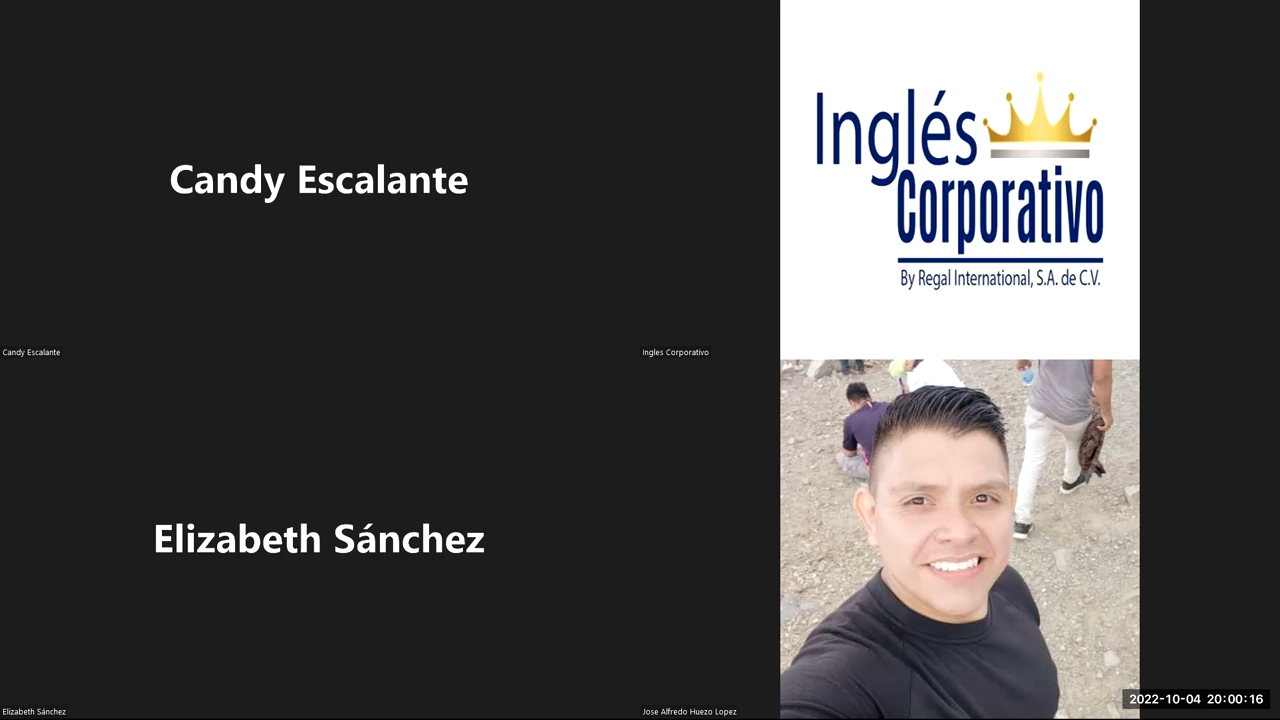 Candy Escalante
Candy Escalante
Inglés
Corporativo
By Regal International, S.A. de C.V.
Ingles Corporativo
Elizabeth Sánchez
Elizabeth Sánchez
Jose Alfredo Huezo Lopez
2022-10-04 20:00:16